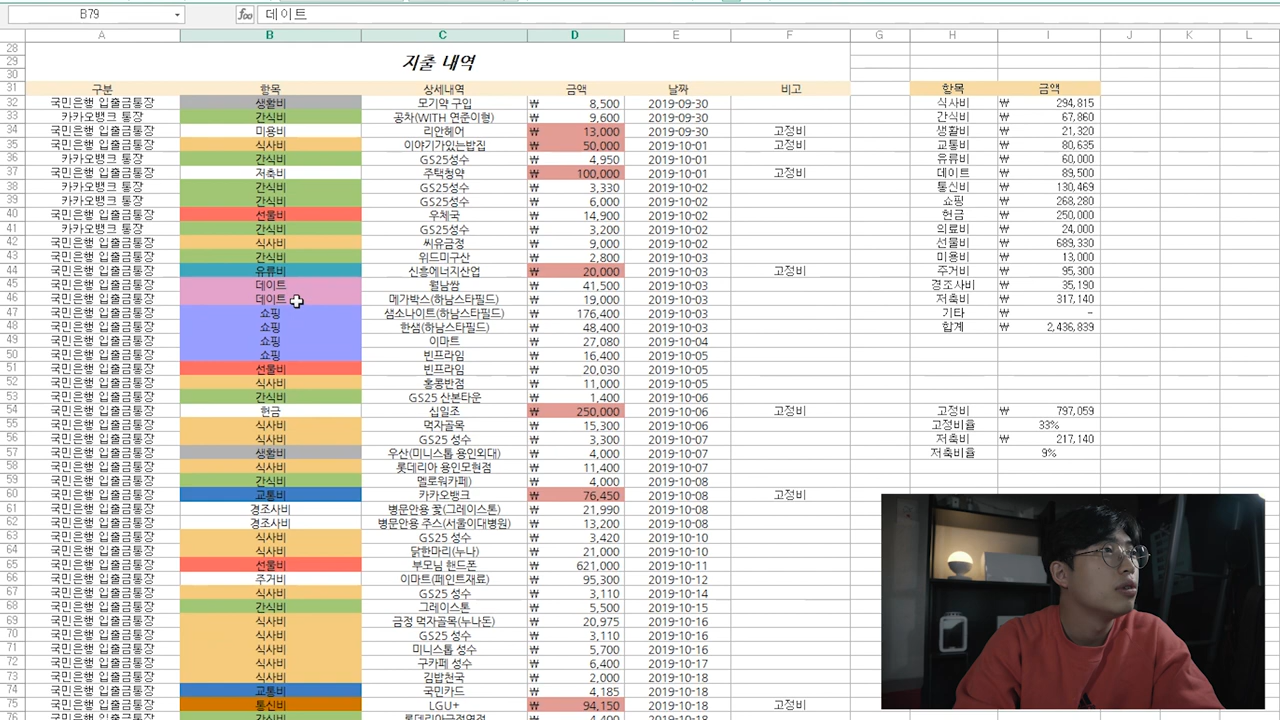 B79 데이트
A B C D E F G H I J K L
28
29 지출 내역
30
31 구분 항목 상세내역 금액 날짜 비고 항목 금액
32 국민은행 입출금통장 생활비 모기약 구입 ₩ 8,500 2019-09-30 식사비 ₩ 294,815
33 카카오뱅크 통장 간식비 공차(WITH 연준이형) ₩ 9,600 2019-09-30 간식비 ₩ 67,860
34 국민은행 입출금통장 미용비 리안헤어 ₩ 13,000 2019-09-30 고정비 생활비 ₩ 21,320
35 국민은행 입출금통장 식사비 이야기가있는밥집 ₩ 50,000 2019-10-01 고정비 교통비 ₩ 80,635
36 카카오뱅크 통장 간식비 GS25성수 ₩ 4,950 2019-10-01 유류비 ₩ 60,000
37 국민은행 입출금통장 저축비 주택청약 ₩ 100,000 2019-10-01 고정비 데이트 ₩ 89,500
38 카카오뱅크 통장 간식비 GS25성수 ₩ 3,330 2019-10-02 통신비 ₩ 130,469
39 카카오뱅크 통장 간식비 GS25성수 ₩ 6,000 2019-10-02 쇼핑 ₩ 268,280
40 국민은행 입출금통장 선물비 우체국 ₩ 14,900 2019-10-02 헌금 ₩ 250,000
41 카카오뱅크 통장 간식비 GS25성수 ₩ 3,200 2019-10-02 의료비 ₩ 24,000
42 국민은행 입출금통장 식사비 씨유금정 ₩ 9,000 2019-10-02 선물비 ₩ 689,330
43 국민은행 입출금통장 간식비 위드미구산 ₩ 2,800 2019-10-03 미용비 ₩ 13,000
44 국민은행 입출금통장 유류비 신흥에너지산업 ₩ 20,000 2019-10-03 고정비 주거비 ₩ 95,300
45 국민은행 입출금통장 데이트 월남쌈 ₩ 41,500 2019-10-03 경조사비 ₩ 35,190
46 국민은행 입출금통장 데이트 메가박스(하남스타필드) ₩ 19,000 2019-10-03 저축비 ₩ 317,140
47 국민은행 입출금통장 쇼핑 샘소나이트(하남스타필드) ₩ 176,400 2019-10-03 기타 ₩ -
48 국민은행 입출금통장 쇼핑 한샘(하남스타필드) ₩ 48,400 2019-10-03 합계 ₩ 2,436,839
49 국민은행 입출금통장 쇼핑 이마트 ₩ 27,080 2019-10-04
50 국민은행 입출금통장 쇼핑 빈프라임 ₩ 16,400 2019-10-05
51 국민은행 입출금통장 선물비 빈프라임 ₩ 20,030 2019-10-05
52 국민은행 입출금통장 식사비 홍콩반점 ₩ 11,000 2019-10-05
53 국민은행 입출금통장 간식비 GS25 산본타운 ₩ 1,400 2019-10-06
54 국민은행 입출금통장 헌금 십일조 ₩ 250,000 2019-10-06 고정비 고정비 ₩ 797,059
55 국민은행 입출금통장 식사비 먹자골목 ₩ 15,300 2019-10-06 고정비율 33%
56 국민은행 입출금통장 식사비 GS25 성수 ₩ 3,300 2019-10-07 저축비 ₩ 217,140
57 국민은행 입출금통장 생활비 우산(미니스톱 용인외대) ₩ 4,000 2019-10-07 저축비율 9%
58 국민은행 입출금통장 식사비 롯데리아 용인모현점 ₩ 11,400 2019-10-07
59 국민은행 입출금통장 간식비 멜로워카페) ₩ 4,000 2019-10-08
60 국민은행 입출금통장 교통비 카카오뱅크 ₩ 76,450 2019-10-08 고정비
61 국민은행 입출금통장 경조사비 병문안용 꽃(그레이스톤) ₩ 21,990 2019-10-08
62 국민은행 입출금통장 경조사비 병문안용 주스(서울이대병원) ₩ 13,200 2019-10-08
63 국민은행 입출금통장 식사비 GS25 성수 ₩ 3,420 2019-10-10
64 국민은행 입출금통장 식사비 닭한마리(누나) ₩ 21,000 2019-10-10
65 국민은행 입출금통장 선물비 부모님 핸드폰 ₩ 621,000 2019-10-11
66 국민은행 입출금통장 주거비 이마트(페인트재료) ₩ 95,300 2019-10-12
67 국민은행 입출금통장 식사비 GS25 성수 ₩ 3,110 2019-10-14
68 국민은행 입출금통장 간식비 그레이스톤 ₩ 5,500 2019-10-15
69 국민은행 입출금통장 식사비 금정 먹자골목(누나돈) ₩ 20,975 2019-10-16
70 국민은행 입출금통장 식사비 GS25 성수 ₩ 3,110 2019-10-16
71 국민은행 입출금통장 식사비 미니스톱 성수 ₩ 5,700 2019-10-16
72 국민은행 입출금통장 식사비 구카페 성수 ₩ 6,400 2019-10-17
73 국민은행 입출금통장 식사비 김밥천국 ₩ 2,000 2019-10-18
74 국민은행 입출금통장 교통비 국민카드 ₩ 4,185 2019-10-18
75 국민은행 입출금통장 통신비 LGU+ ₩ 94,150 2019-10-18 고정비